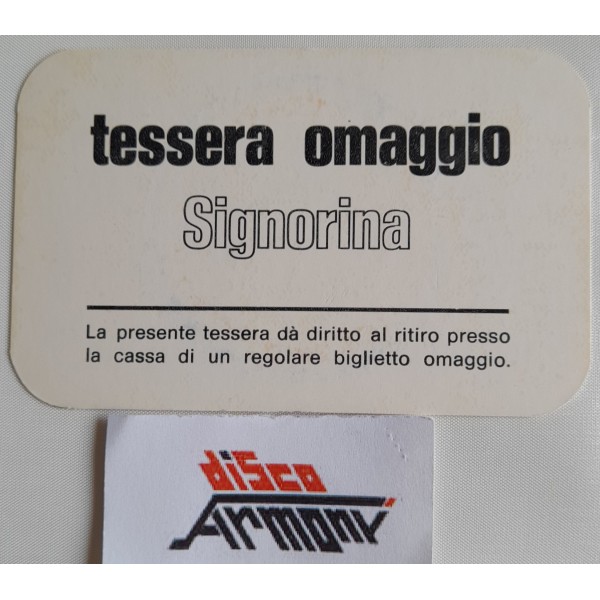 tessera omaggio
Signorina
La presente tessera dà diritto al ritiro presso
la cassa di un regolare biglietto omaggio.
disco
Armony